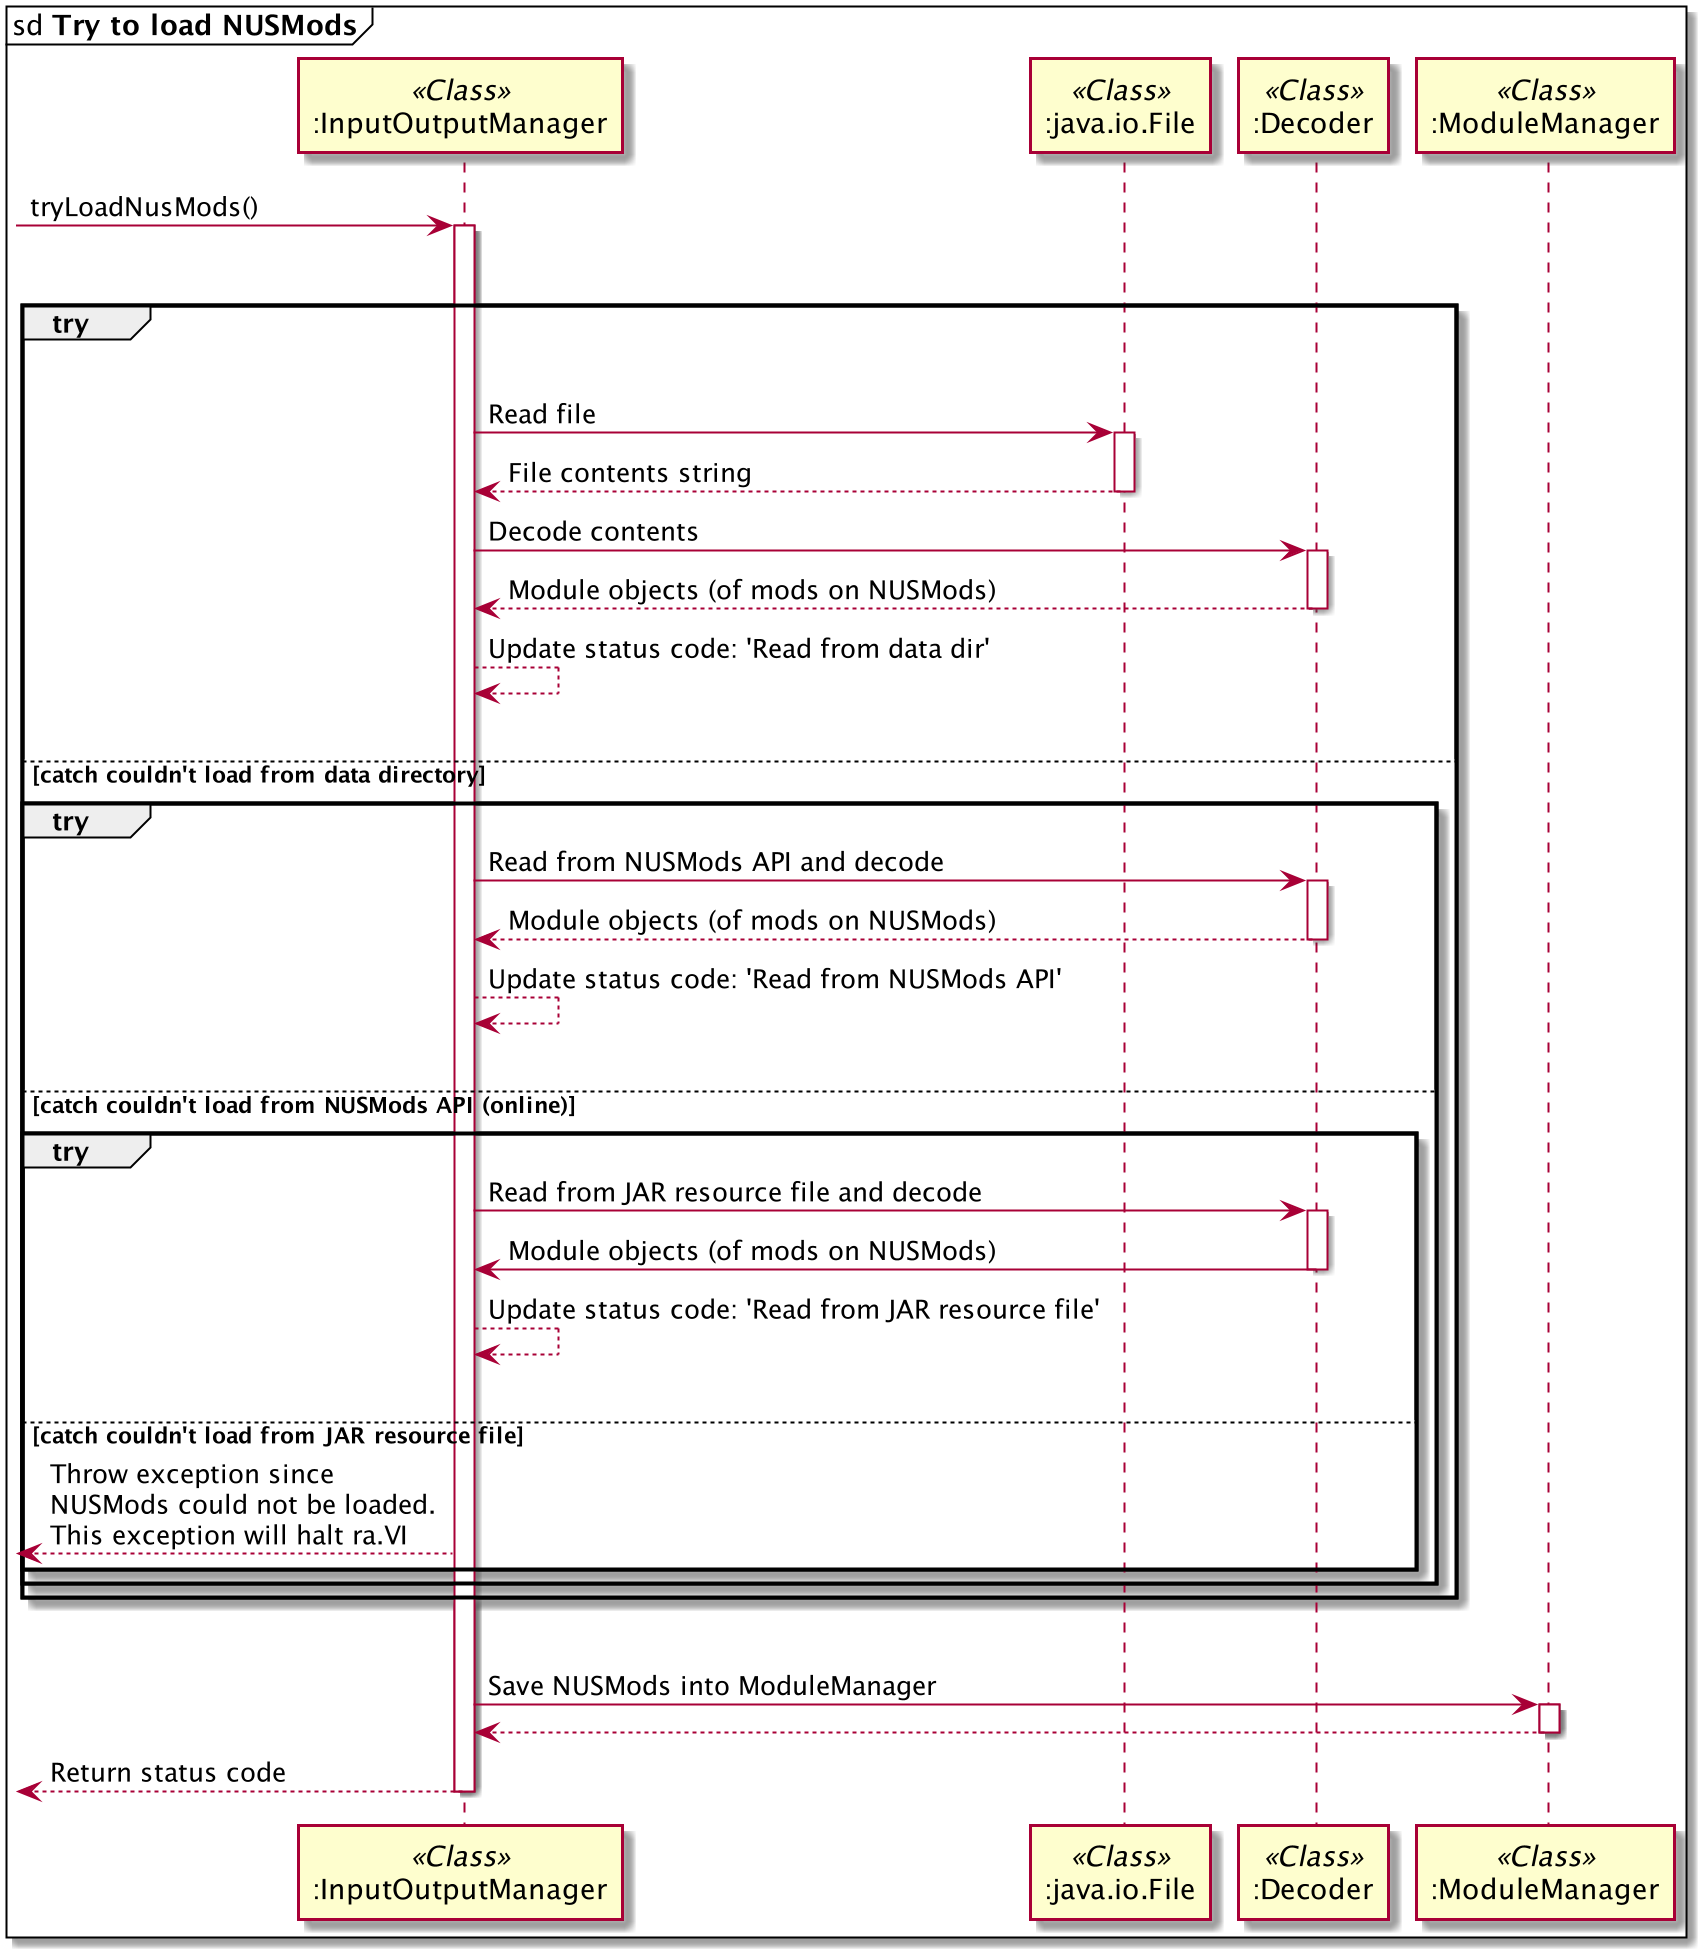 sd Try to load NUSMods
«Class»
:InputOutputManager
«Class»
:java.io.File
«Class»
:Decoder
«Class»
:ModuleManager
tryLoadNusMods()
try
Read file
File contents string
Decode contents
Module objects (of mods on NUSMods)
Update status code: 'Read from data dir'
[catch couldn't load from data directory]
try
Read from NUSMods API and decode
Module objects (of mods on NUSMods)
Update status code: 'Read from NUSMods API'
[catch couldn't load from NUSMods API (online)]
try
Read from JAR resource file and decode
Module objects (of mods on NUSMods)
Update status code: 'Read from JAR resource file'
[catch couldn't load from JAR resource file]
Throw exception since
NUSMods could not be loaded.
This exception will halt ra.VI
Save NUSMods into ModuleManager
Return status code
«Class»
:InputOutputManager
«Class»
:java.io.File
«Class»
:Decoder
«Class»
:ModuleManager